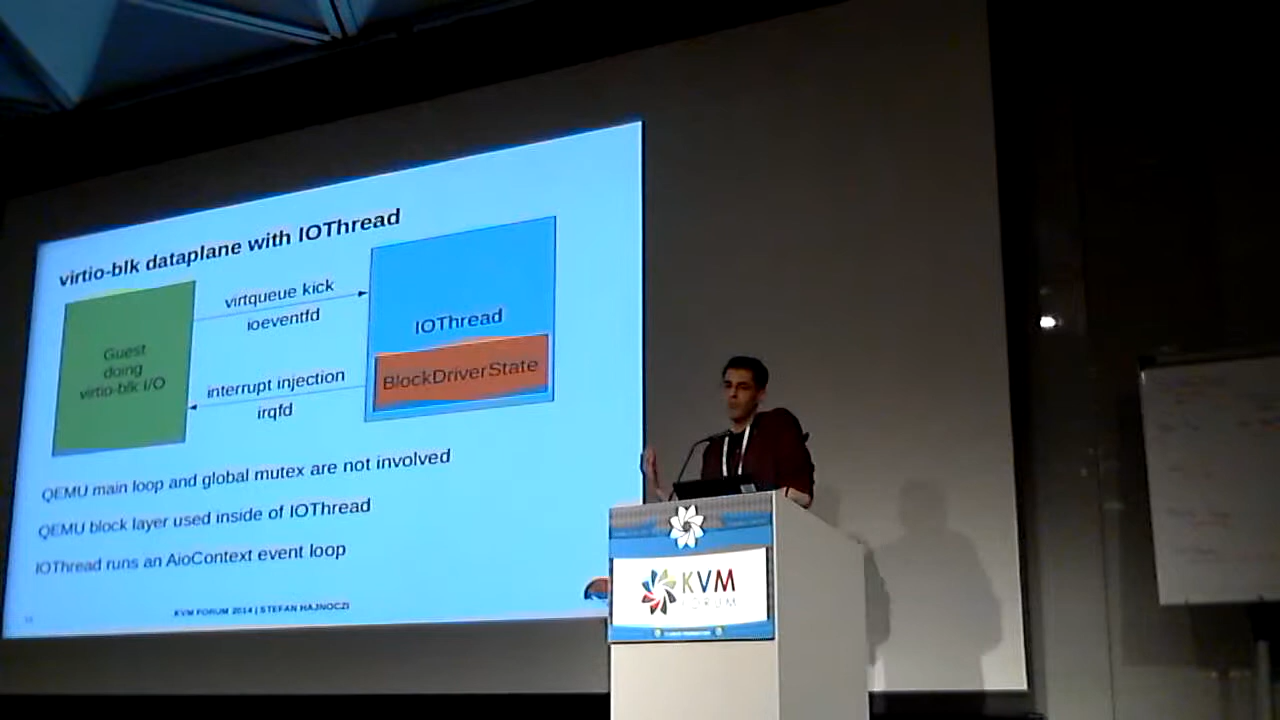 virtio-blk dataplane with IOThread
Guest
doing
virtio-blk I/O
virtqueue kick
ioeventfd
interrupt injection
irqfd
IOThread
BlockDriverState
QEMU main loop and global mutex are not involved
QEMU block layer used inside of IOThread
IOThread runs an AioContext event loop
KVM FORUM 2014 | STEFAN HAJNOCZI
KVM
FORUM